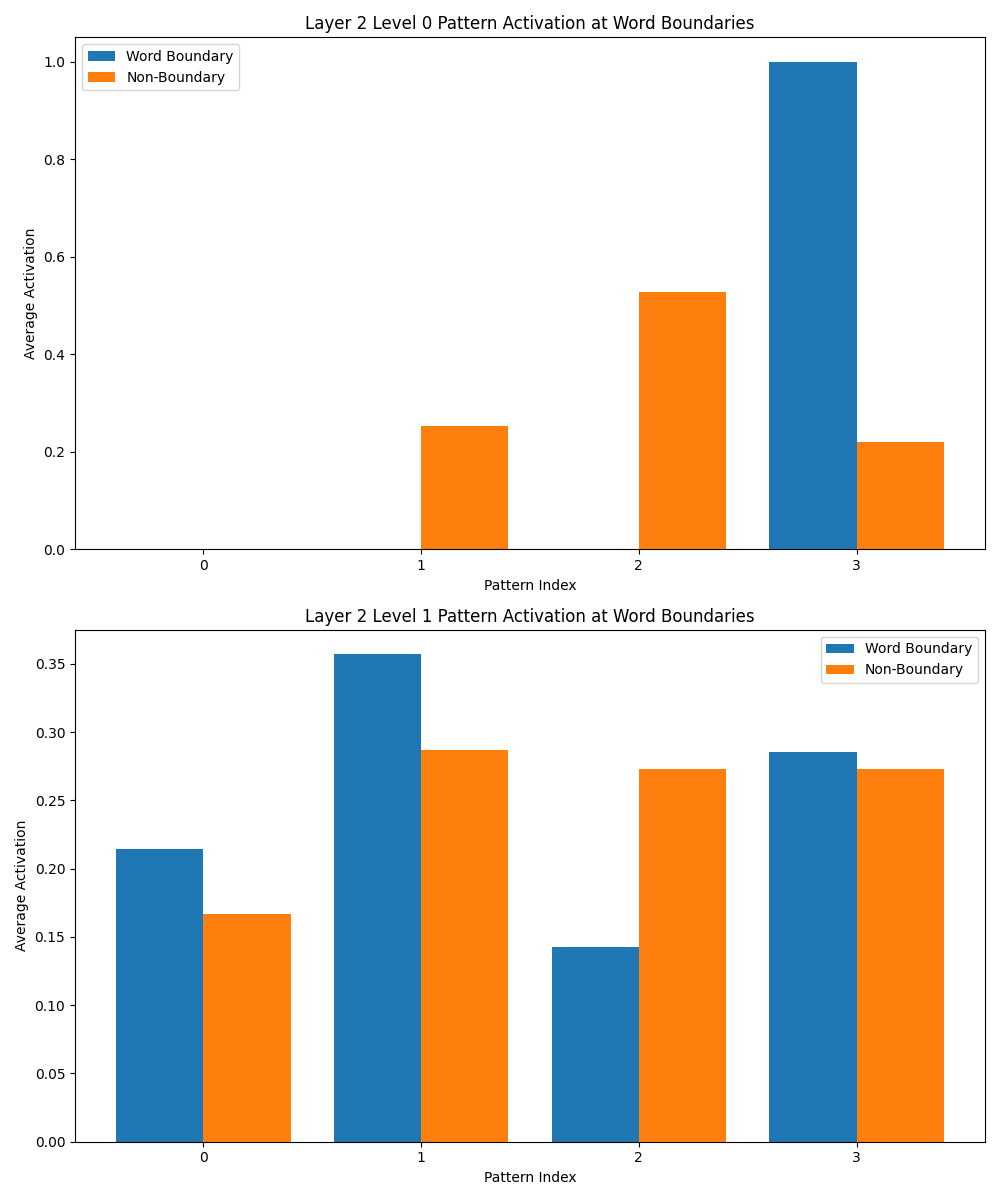 Layer 2 Level 0 Pattern Activation at Word Boundaries
Word Boundary
Non-Boundary
1.0
0.8
0.6
0.4
0.2
0.0
Average Activation
0 1 2 3
Pattern Index
Layer 2 Level 1 Pattern Activation at Word Boundaries
Word Boundary
Non-Boundary
0.35
0.30
0.25
0.20
0.15
0.10
0.05
0.00
Average Activation
0 1 2 3
Pattern Index